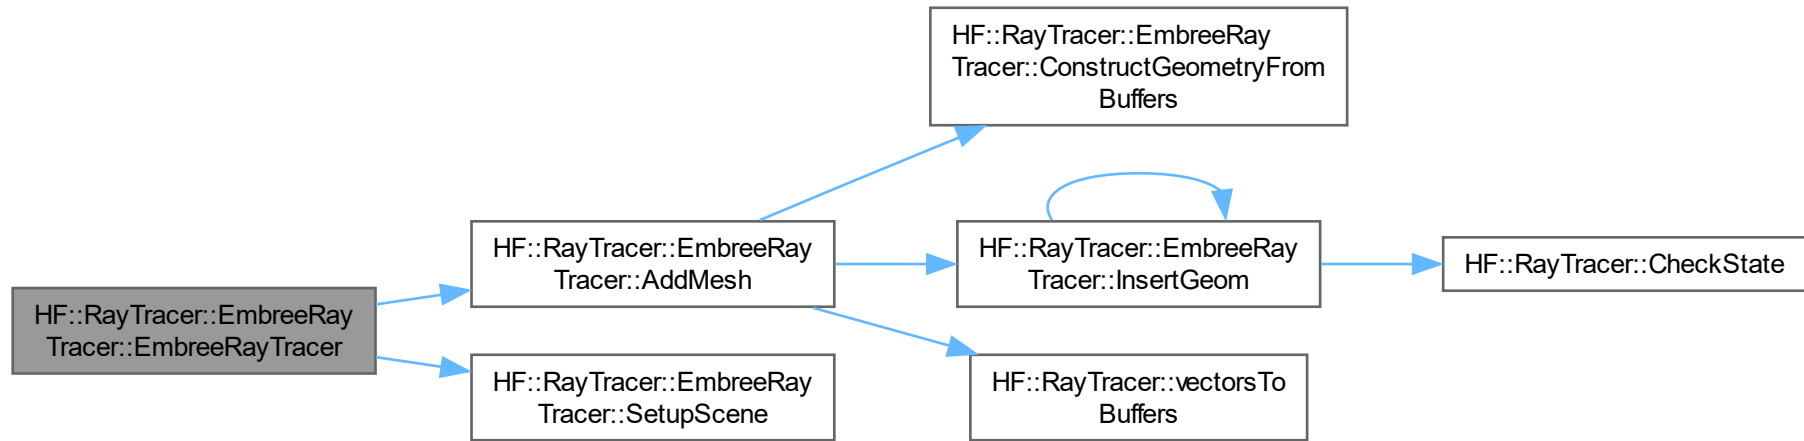 HF::RayTracer::EmbreeRay
Tracer::EmbreeRayTracer
HF::RayTracer::EmbreeRay
Tracer::AddMesh
HF::RayTracer::EmbreeRay
Tracer::SetupScene
HF::RayTracer::EmbreeRay
Tracer::ConstructGeometryFrom
Buffers
HF::RayTracer::EmbreeRay
Tracer::InsertGeom
HF::RayTracer::vectorsTo
Buffers
HF::RayTracer::CheckState